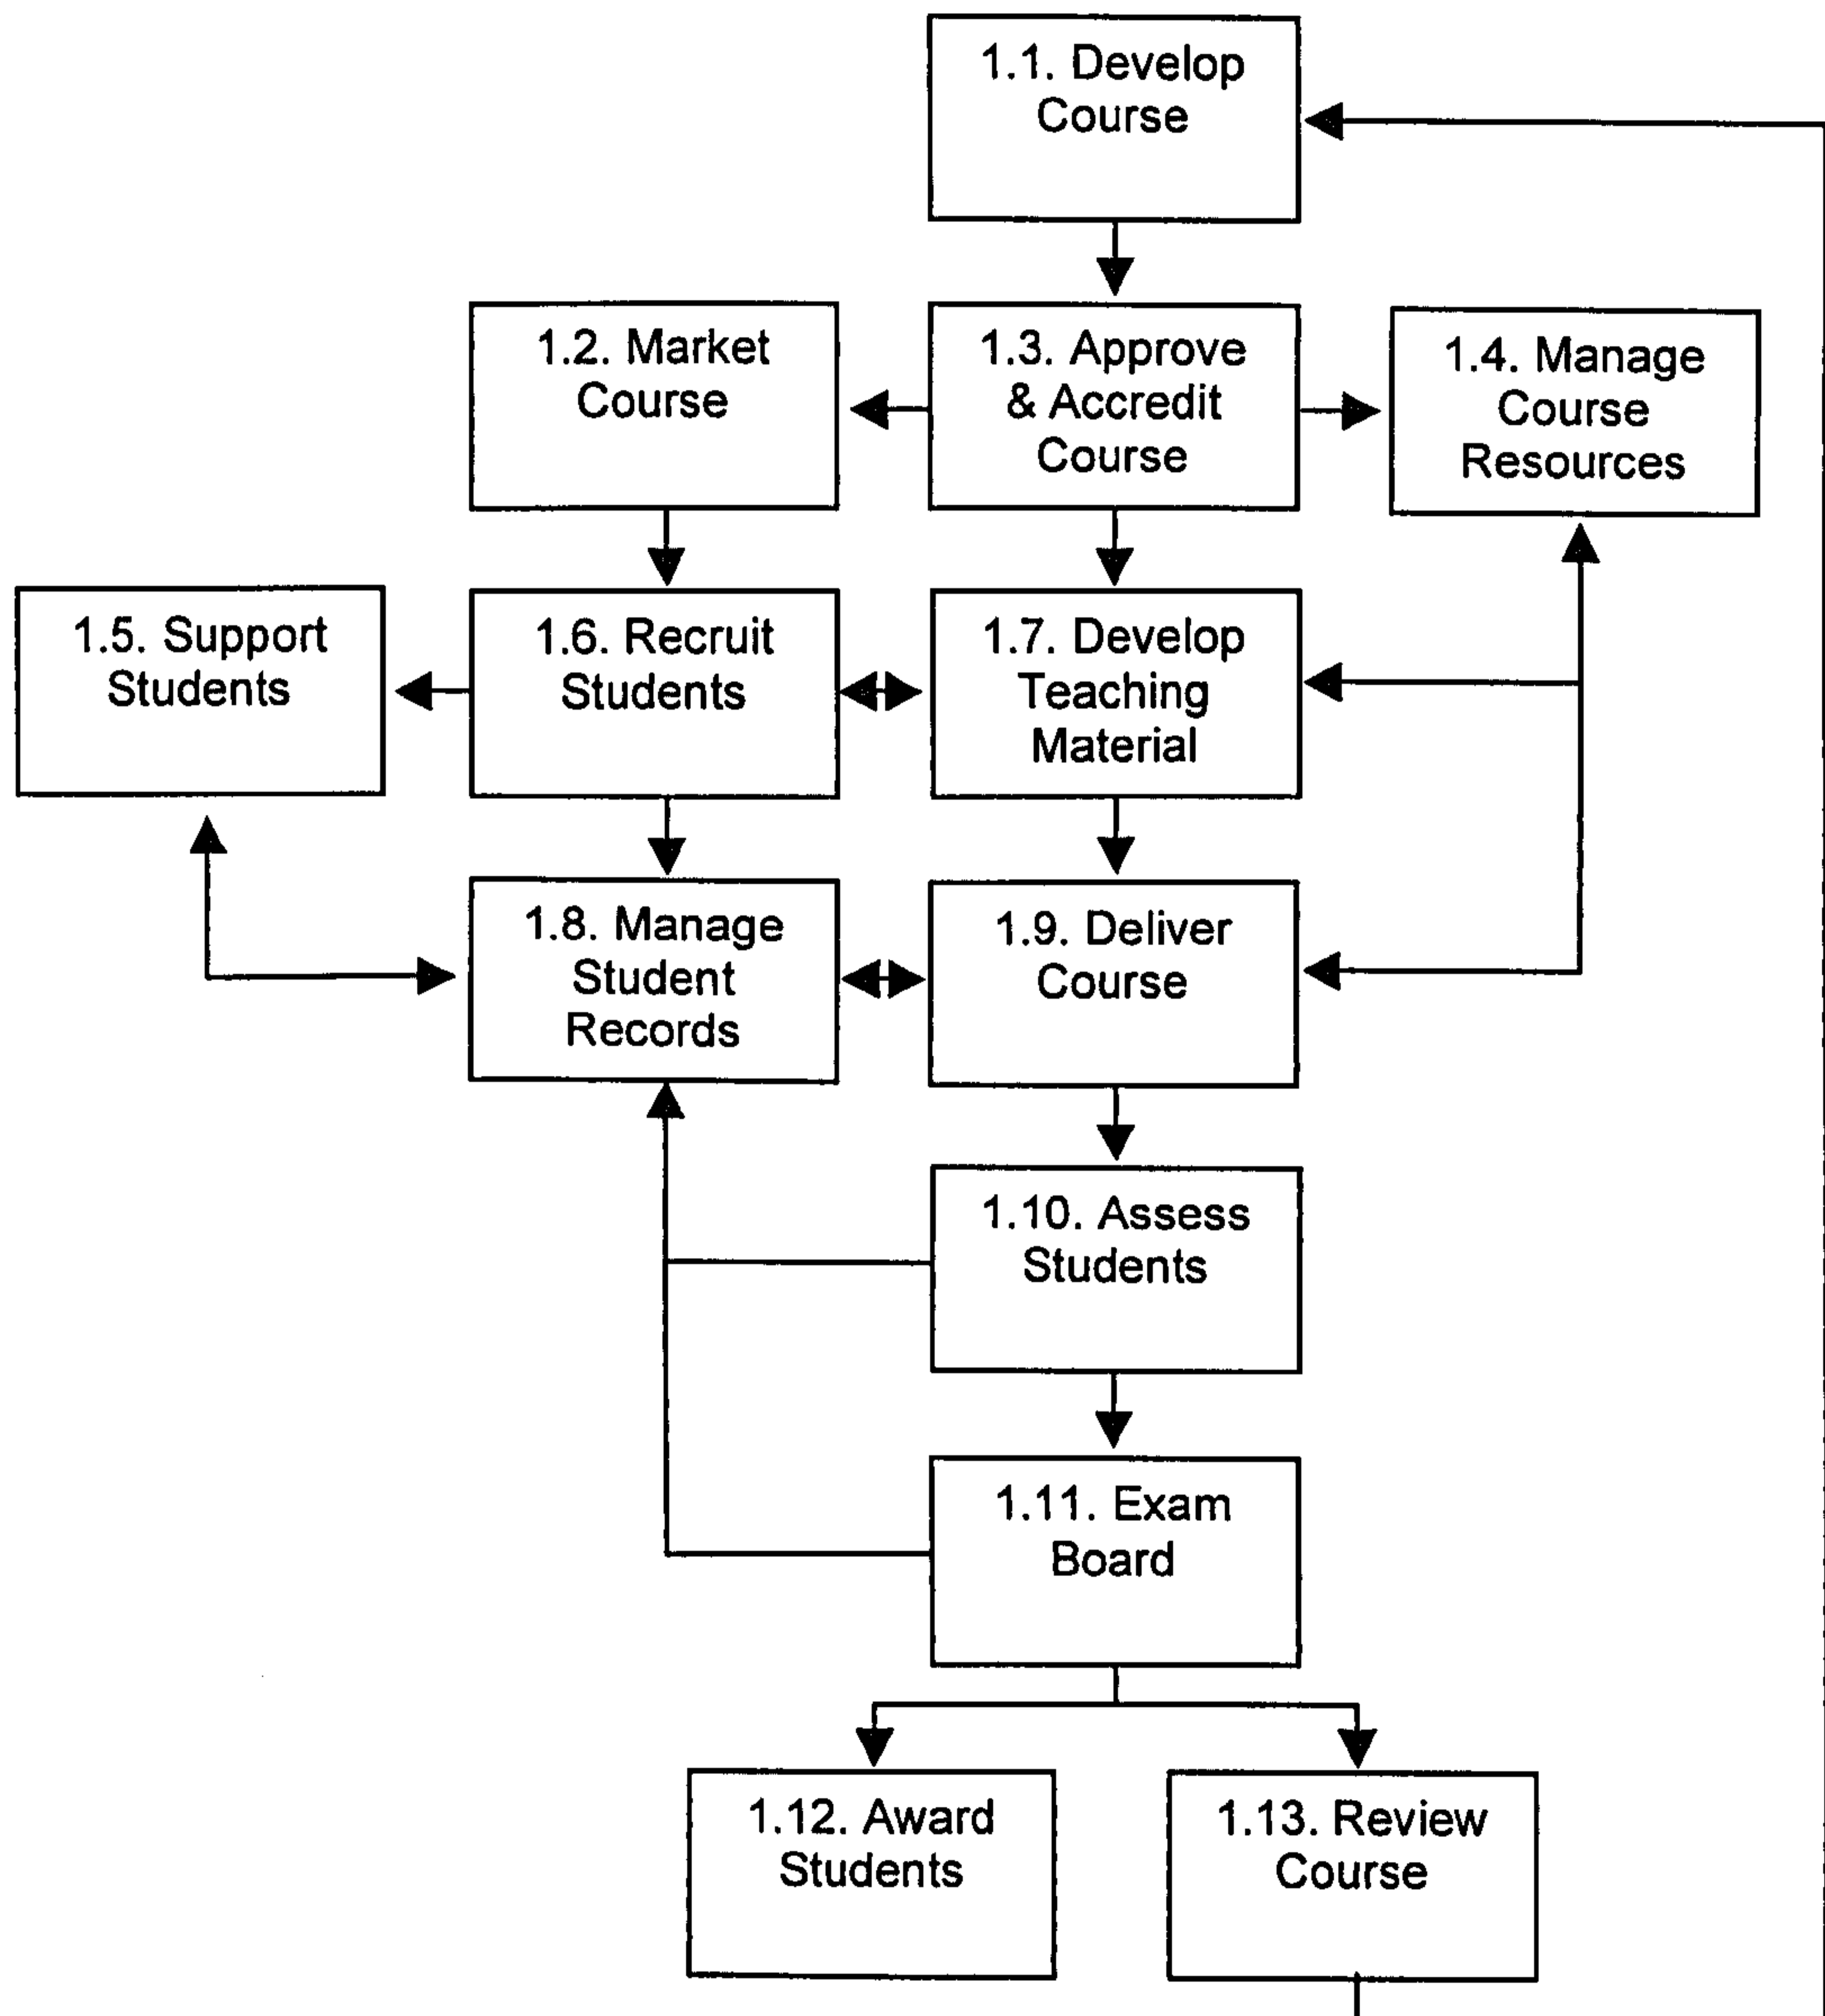 1.1. Develop
Course
1.2. Market
Course
1.3. Approve
& Accredit
Course
1.4. Manage
Course
Resources
1.5. Support
Students
1.6. Recruit
Students
1.7. Develop
Teaching
Material
1.8. Manage
Student
Records
1.9. Deliver
Course
1.10. Assess
Students
1.11. Exam
Board
1.12. Award
Students
1.13. Review
Course